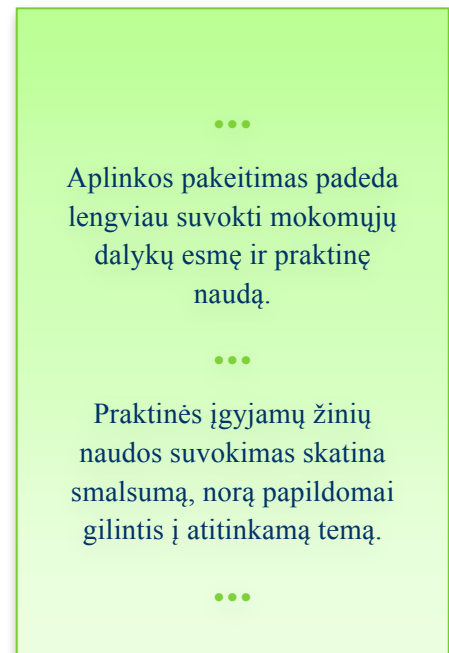 •••
Aplinkos pakeitimas padeda
lengviau suvokti mokomųjų
dalykų esmę ir praktinę
naudą.
•••
Praktinės įgyjamų žinių
naudos suvokimas skatina
smalsumą, norą papildomai
gilintis į atitinkamą temą.
•••